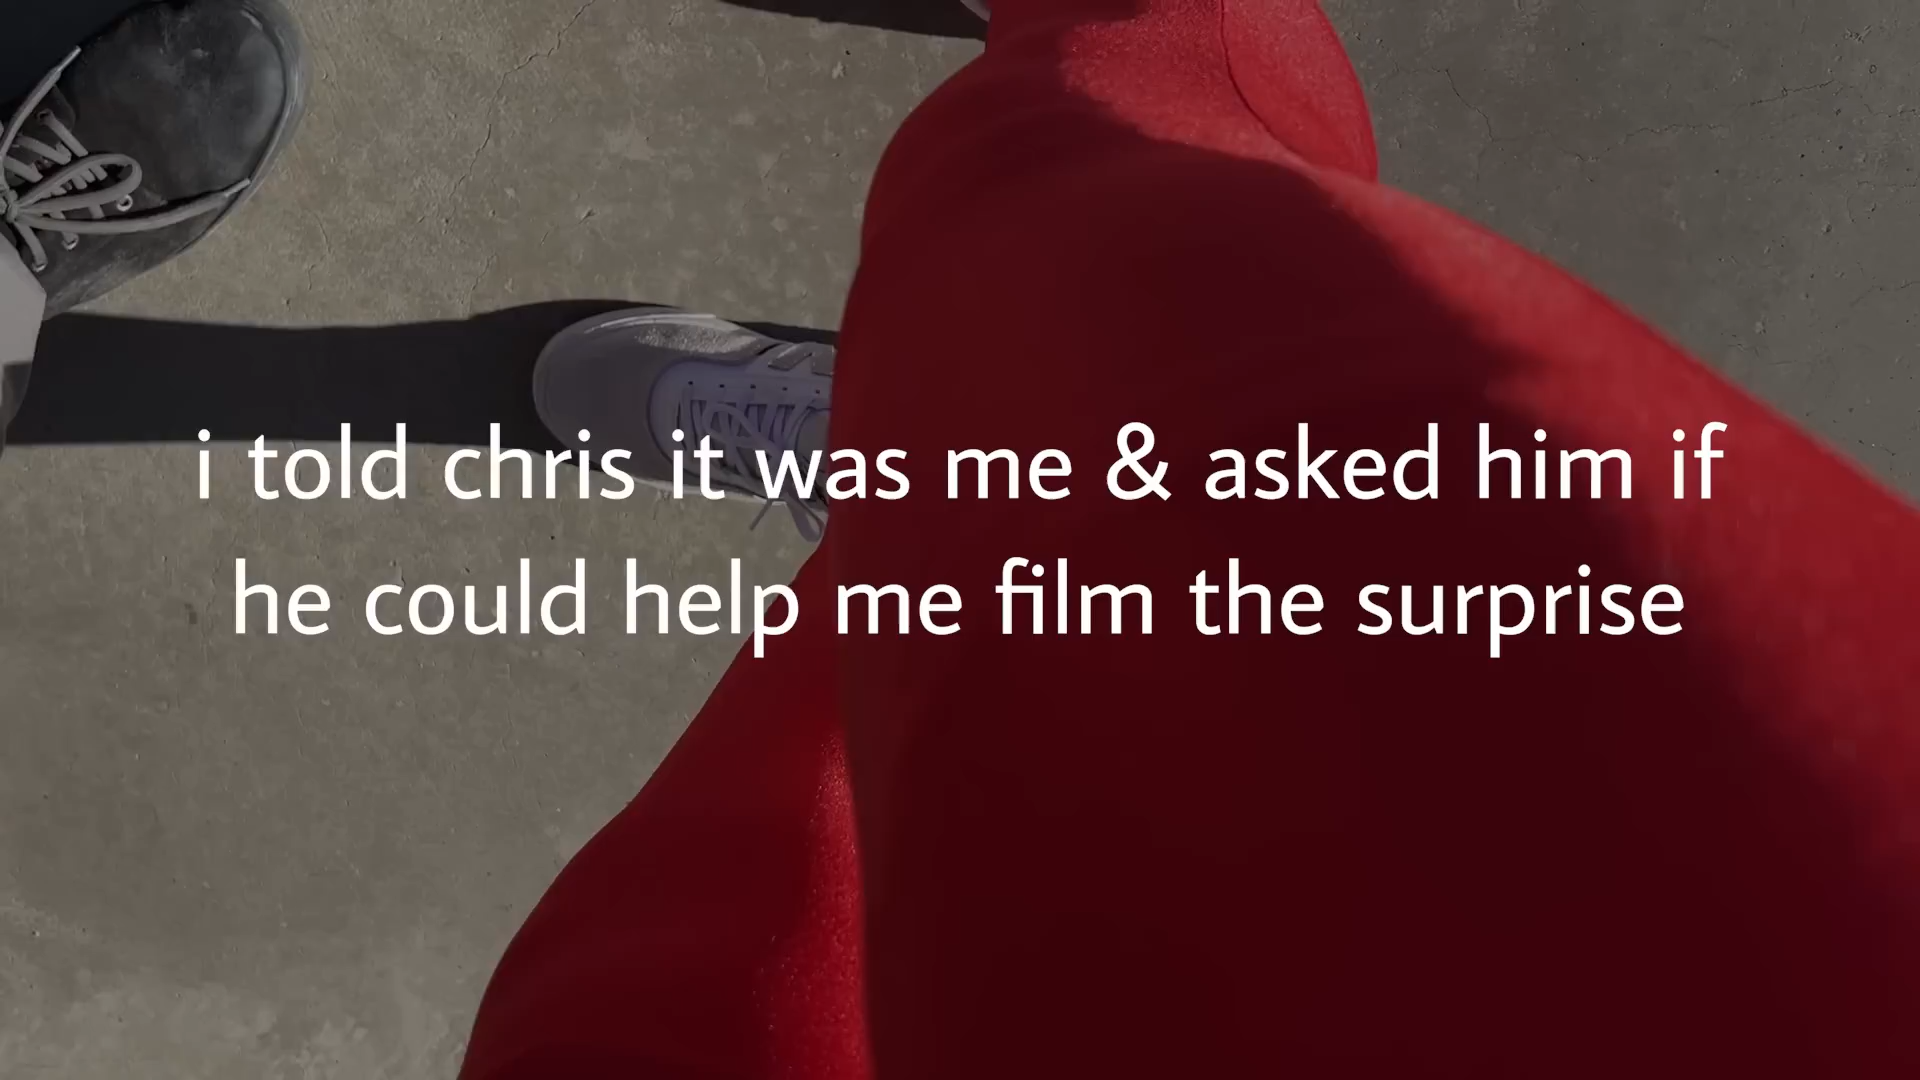 i told chris it was me & asked him if
he could help me film the surprise